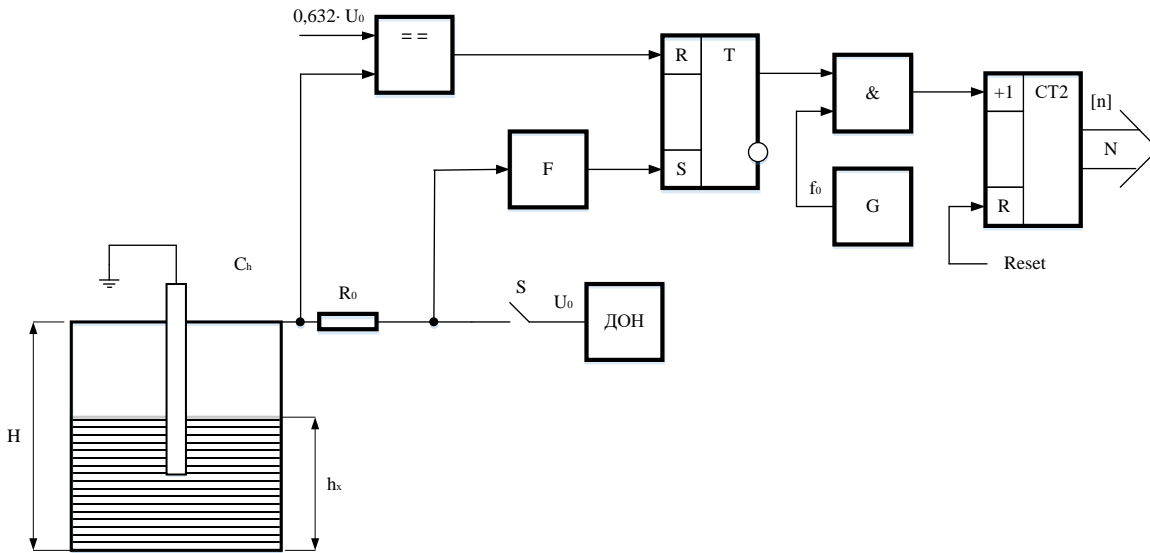 0,632· U₀
= =
R T
S
F
&
f₀
G
+1 CT2
R
[n]
N
Reset
Cₕ
R₀
S
U₀
ДОН
H
hₓ